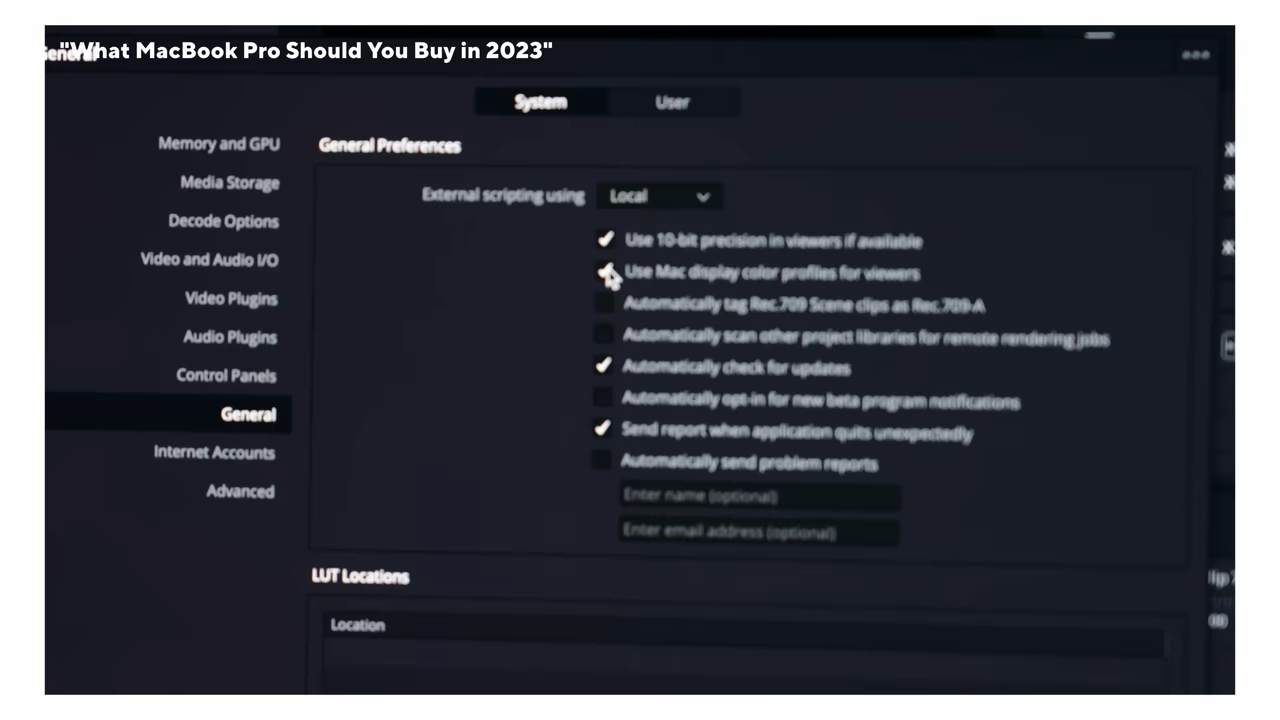 "What MacBook Pro Should You Buy in 2023"
General
System
User
Memory and GPU
Media Storage
Decode Options
Video and Audio I/O
Video Plugins
Audio Plugins
Control Panels
General
Internet Accounts
Advanced
General Preferences
External scripting using
Local
Use 10-bit precision in viewers if available
Use Mac display color profiles for viewers
Automatically tag Rec.709 Scene clips as Rec.709-A
Automatically scan other project libraries for remote rendering jobs
Automatically check for updates
Automatically opt-in for new beta program notifications
Send report when application quits unexpectedly
Automatically send problem reports
Enter name (optional)
Enter email address (optional)
LUT Locations
Location